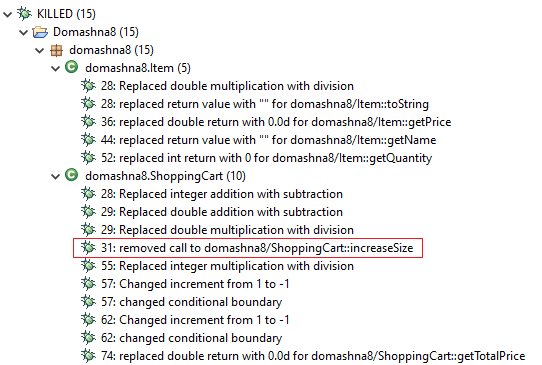 KILLED (15)
Domashna8 (15)
domashna8 (15)
domashna8.Item (5)
28: Replaced double multiplication with division
28: replaced return value with "" for domashna8/Item::toString
36: replaced double return with 0.0d for domashna8/Item::getPrice
44: replaced return value with "" for domashna8/Item::getName
52: replaced int return with 0 for domashna8/Item::getQuantity
domashna8.ShoppingCart (10)
28: Replaced integer addition with subtraction
29: Replaced double addition with subtraction
29: Replaced double multiplication with division
31: removed call to domashna8/ShoppingCart::increaseSize
55: Replaced integer multiplication with division
57: Changed increment from 1 to -1
57: changed conditional boundary
62: Changed increment from 1 to -1
62: changed conditional boundary
74: replaced double return with 0.0d for domashna8/ShoppingCart::getTotalPrice